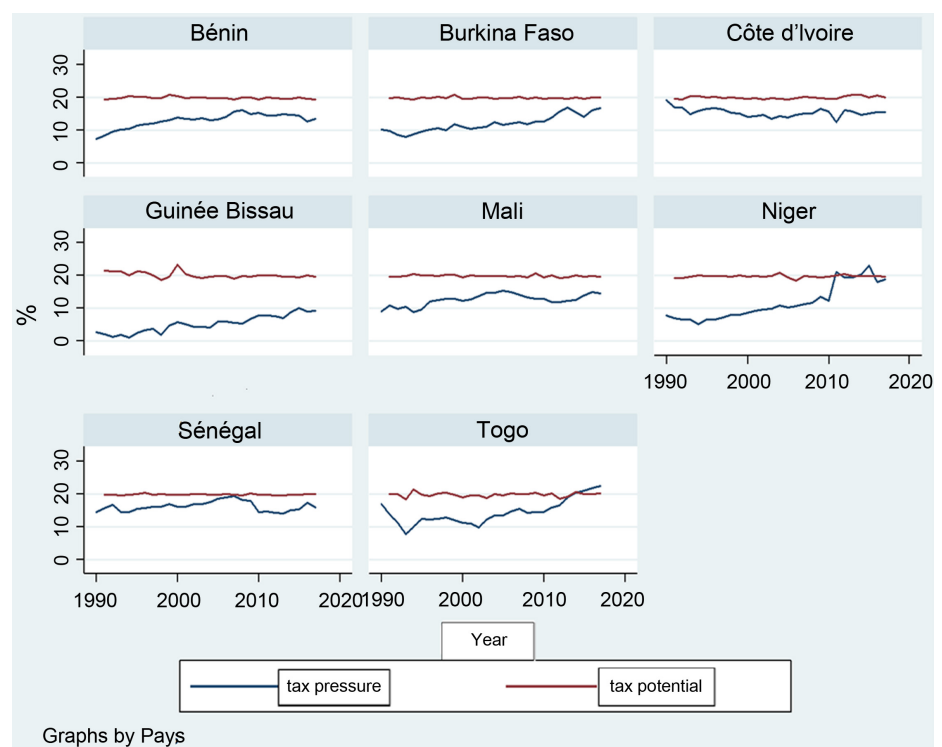 Bénin Burkina Faso Côte d'Ivoire
30
20
10
0
Guinée Bissau Mali Niger
30
20
10
0
%
1990 2000 2010 2020
Sénégal Togo
30
20
10
0
1990 2000 2010 2020 1990 2000 2010 2020
Year
tax pressure tax potential
Graphs by Pays